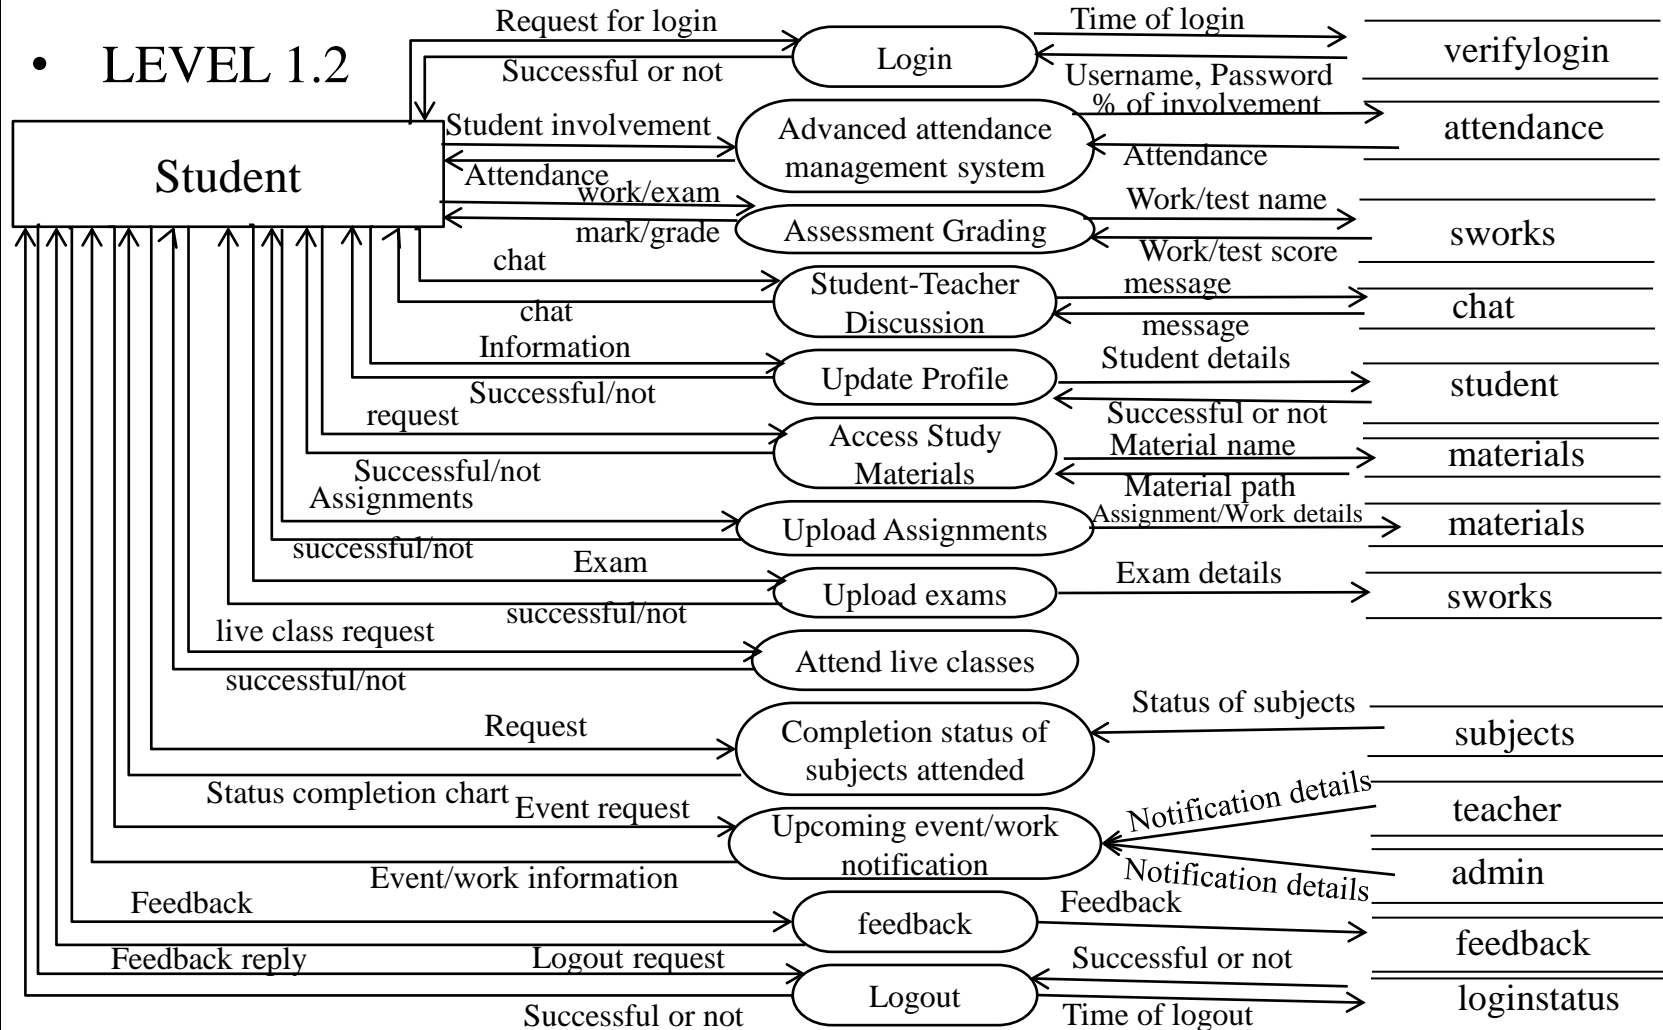 Request for login
Time of login
• LEVEL 1.2
Login
verifylogin
Successful or not
Username, Password
% of involvement
Student involvement
Advanced attendance
management system
attendance
Student
Attendance
Attendance
work/exam
Work/test name
mark/grade
Assessment Grading
sworks
Work/test score
chat
Student-Teacher
Discussion
message
chat
chat
message
Information
Student details
Update Profile
student
Successful/not
Successful or not
request
Access Study
Materials
Material name
materials
Successful/not
Material path
Assignments
Upload Assignments
Assignment/Work details
materials
successful/not
Exam
Exam details
Upload exams
sworks
successful/not
live class request
Attend live classes
successful/not
Status of subjects
Request
Completion status of
subjects attended
subjects
Status completion chart
Event request
Notification details
teacher
Upcoming event/work
notification
Event/work information
Notification details
admin
Feedback
Feedback
feedback
feedback
Feedback reply
Logout request
Successful or not
Logout
loginstatus
Successful or not
Time of logout